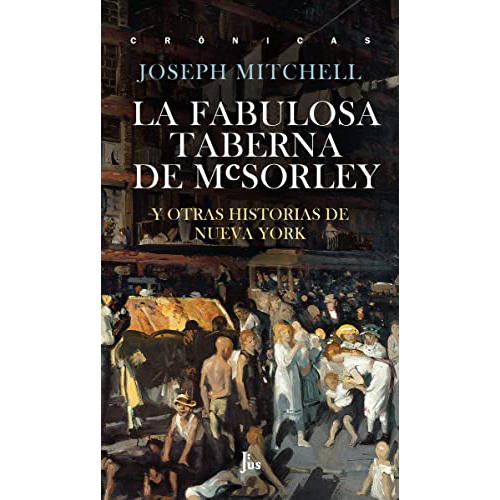 CRÓNICAS
JOSEPH MITCHELL
LA FABULOSA
TABERNA
DE McSORLEY
Y OTRAS HISTORIAS DE
NUEVA YORK
Jus